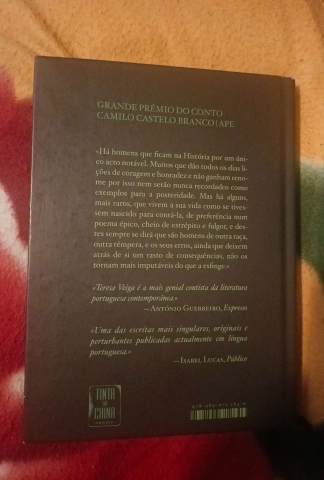 GRANDE PRÉMIO DO CONTO
CAMILO CASTELO BRANCO | APE
«Há homens que ficam na História por um úni-
co acto notável. Muitos que dão todos os dias li-
ções de coragem e honradez e não ganham reno-
me por isso nem serão nunca recordados como
exemplos para a posteridade. Mas há alguns,
mais raros, que vivem a sua vida como se tives-
sem nascido para contá-la, de preferência num
poema épico, cheio de estrépito e fulgor, e des-
tes sempre se dirá que são homens de outra raça,
outra têmpera, e os seus erros, ainda que deixem
atrás de si um rasto de consequências, não os
tornam mais imputáveis do que a esfinge.»
«Teresa Veiga é a mais genial contista da literatura
portuguesa contemporânea.»
—ANTÓNIO GUERREIRO, Expresso
«Uma das escritas mais singulares, originais e
perturbantes publicadas actualmente em língua
portuguesa.»
—ISABEL LUCAS, Público
TINTA
DA
CHINA